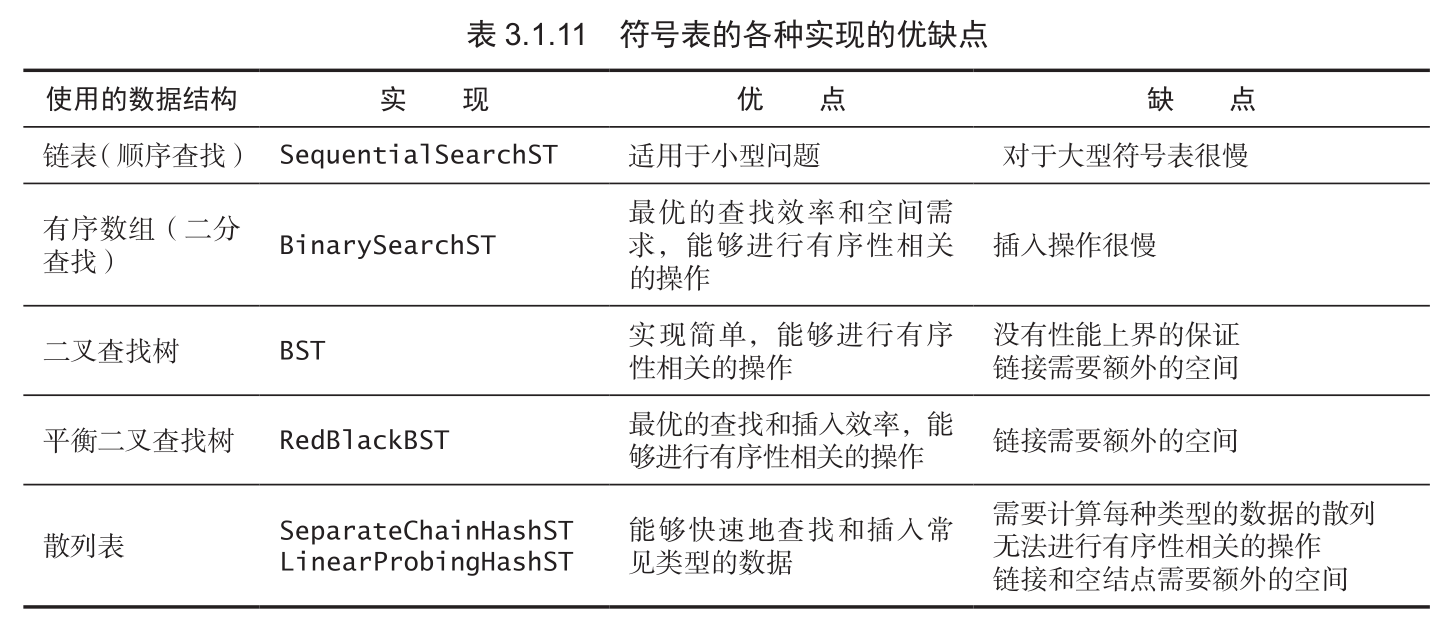 表 3.1.11 符号表的各种实现的优缺点
使用的数据结构 实 现 优 点 缺 点
链表（顺序查找） SequentialSearchST 适用于小型问题 对于大型符号表很慢
有序数组（二分
查找）
BinarySearchST
最优的查找效率和空间需
求，能够进行有序性相关
的操作
插入操作很慢
二叉查找树
BST
实现简单，能够进行有序
性相关的操作
没有性能上界的保证
链接需要额外的空间
平衡二叉查找树
RedBlackBST
最优的查找和插入效率，能
够进行有序性相关的操作
链接需要额外的空间
散列表
SeparateChainHashST
LinearProbingHashST
能够快速地查找和插入常
见类型的数据
需要计算每种类型的数据的散列
无法进行有序性相关的操作
链接和空结点需要额外的空间